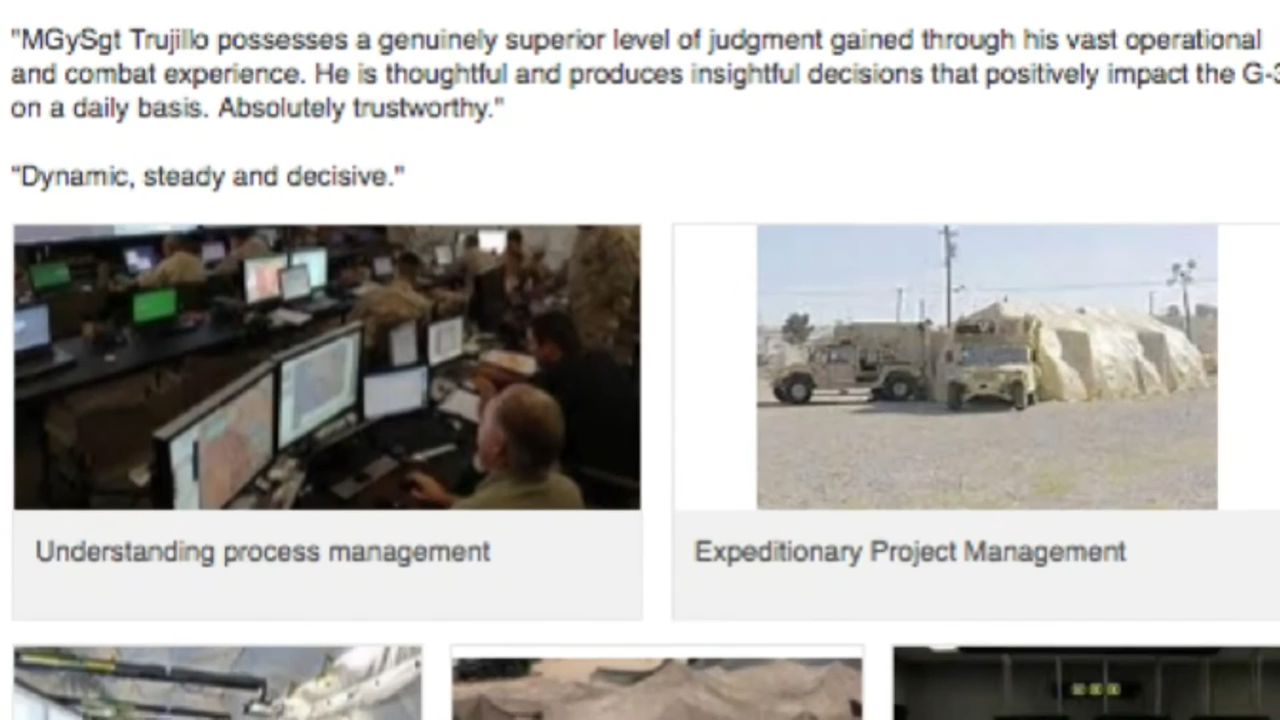 "MGySgt Trujillo possesses a genuinely superior level of judgment gained through his vast operational
and combat experience. He is thoughtful and produces insightful decisions that positively impact the G-3
on a daily basis. Absolutely trustworthy."
"Dynamic, steady and decisive."
Understanding process management
Expeditionary Project Management